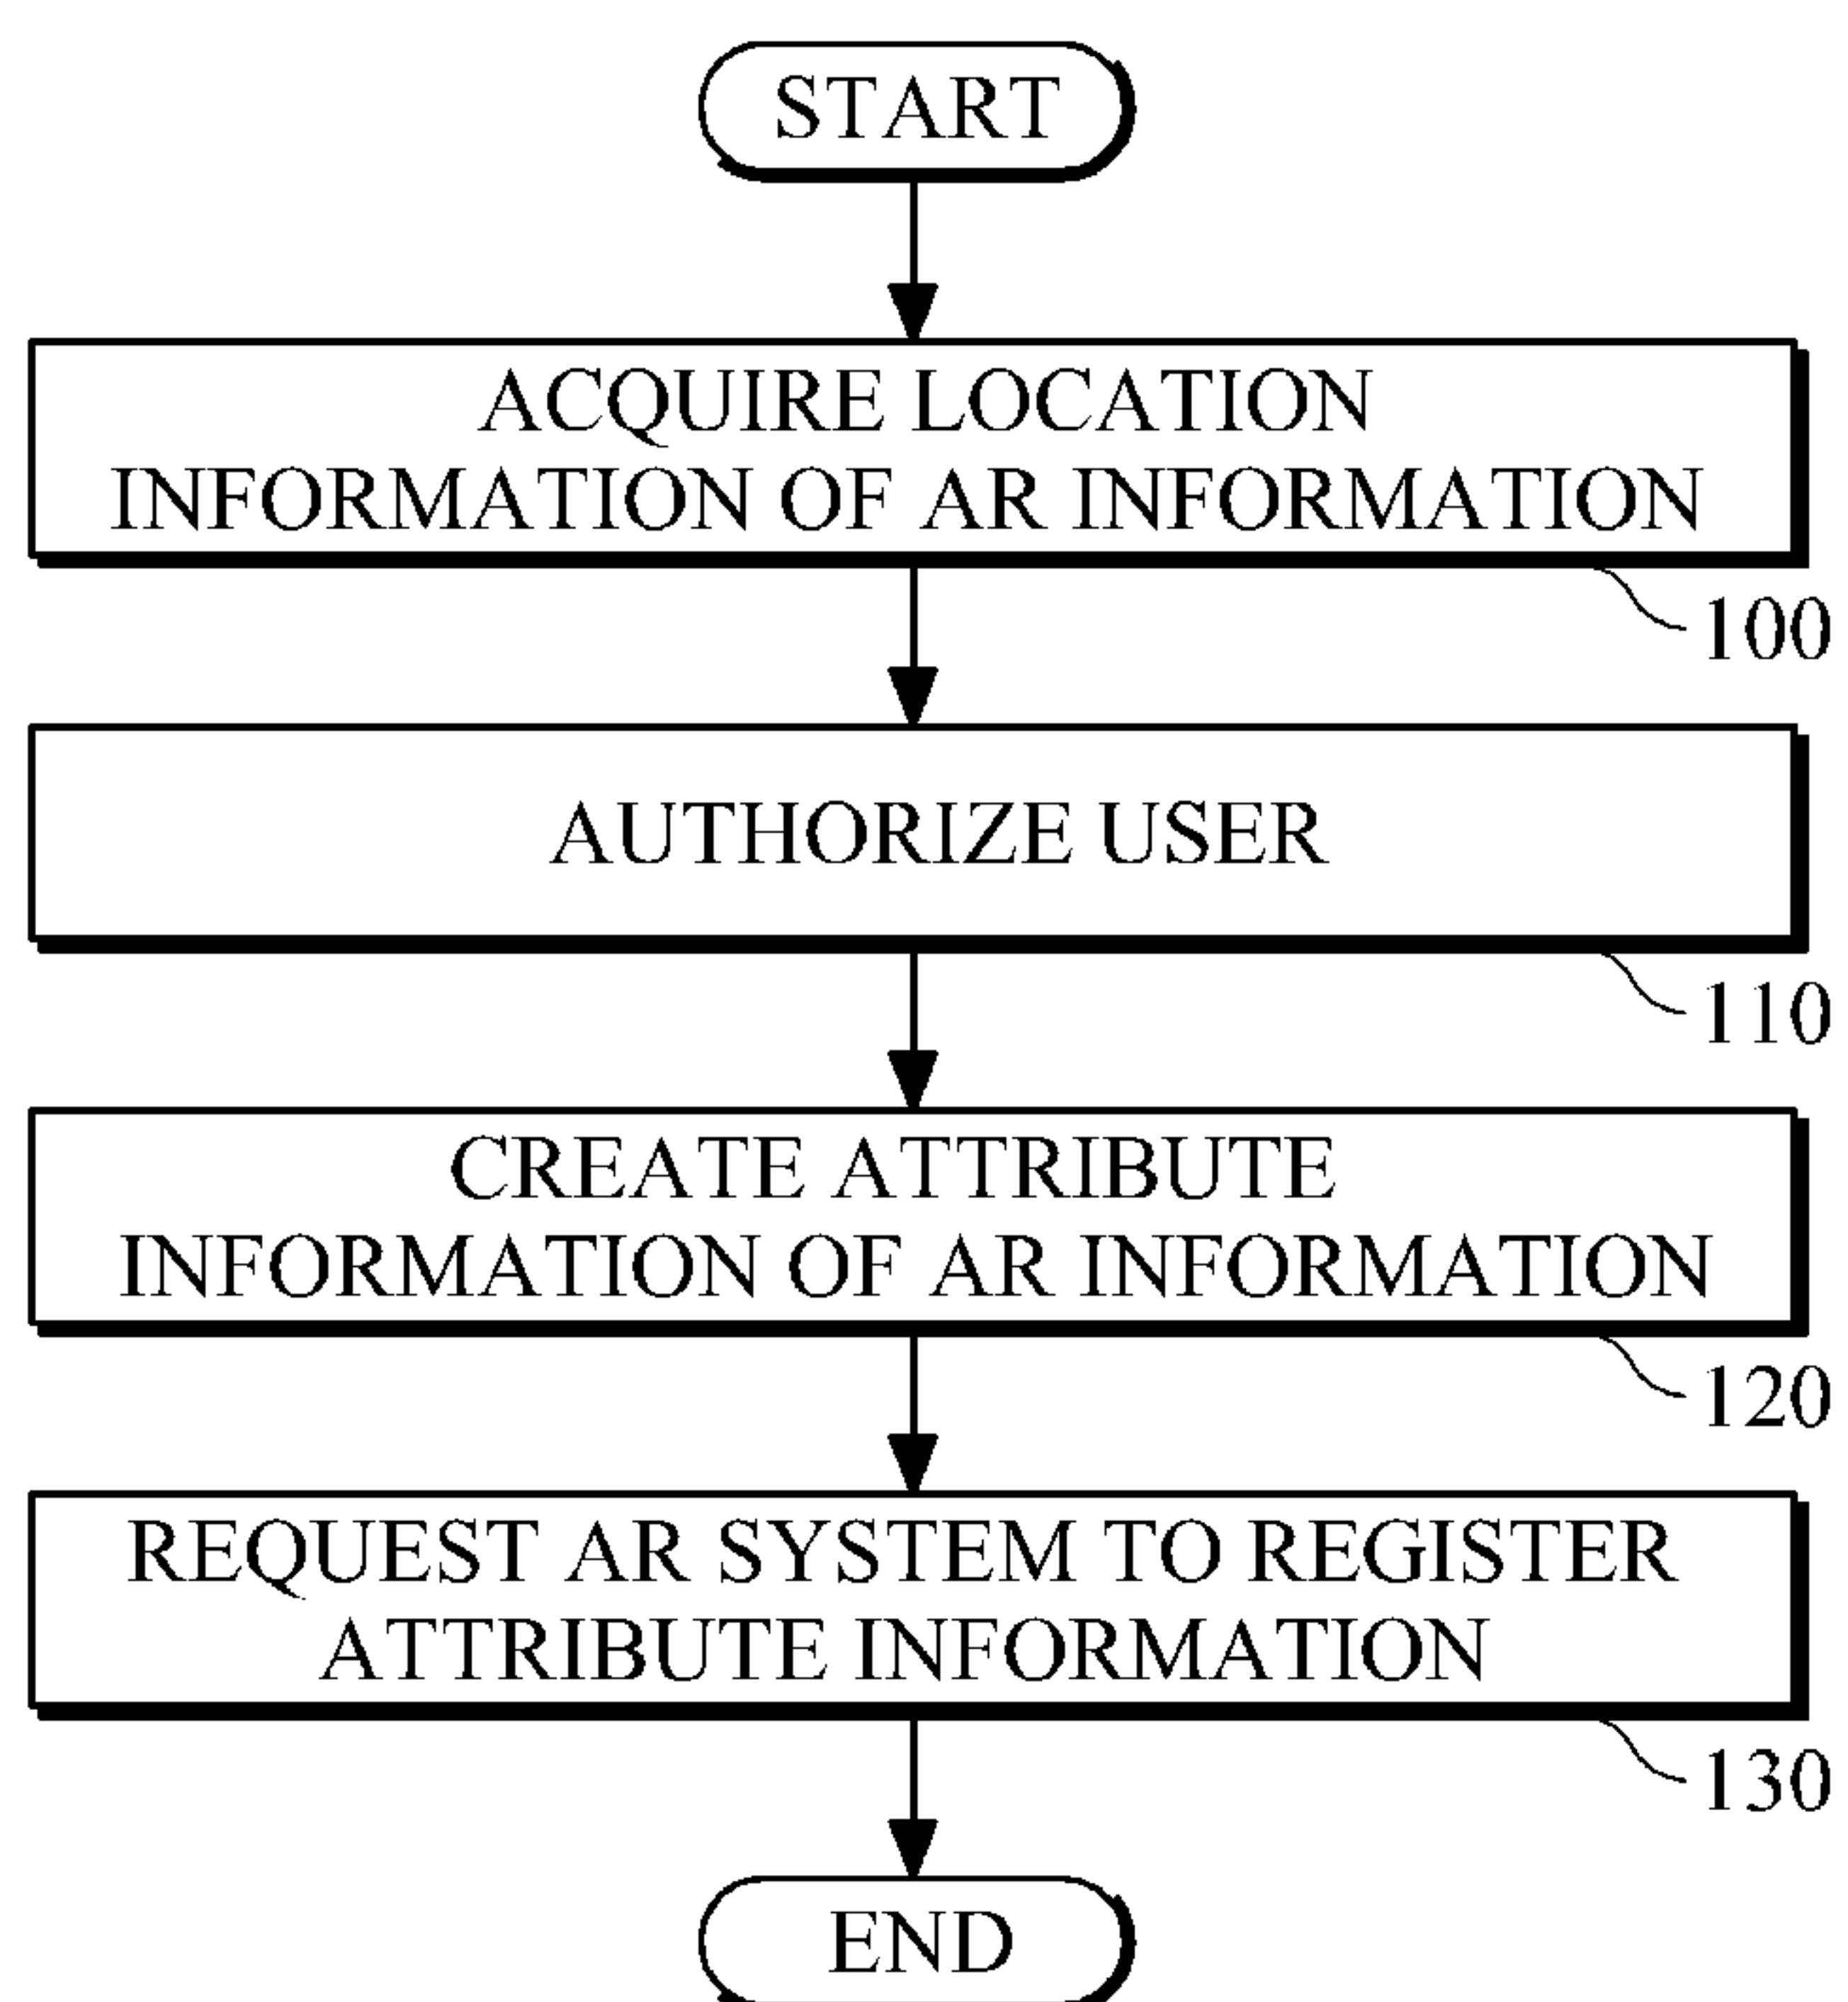 START
ACQUIRE LOCATION
INFORMATION OF AR INFORMATION
100
AUTHORIZE USER
110
CREATE ATTRIBUTE
INFORMATION OF AR INFORMATION
120
REQUEST AR SYSTEM TO REGISTER
ATTRIBUTE INFORMATION
130
END